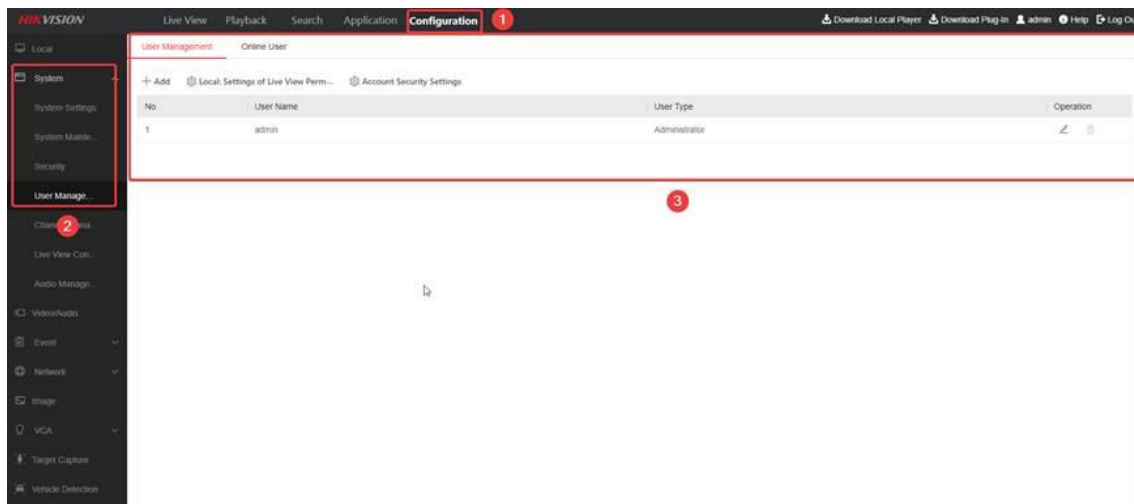 HIKVISION Live View Playback Search Application Configuration 1 Download Local Player Download Plug-In admin Help Log Ou
Local
User Management Online User
System
+ Add Local: Settings of Live View Perm... Account Security Settings
System Settings
No. User Name User Type Operation
System Mainte...
1 admin Administrator
Security
User Manage...
3
2
Live View Con...
Audio Manage...
Video/Audio
Event
Network
Image
VCA
Target Capture
Vehicle Detection